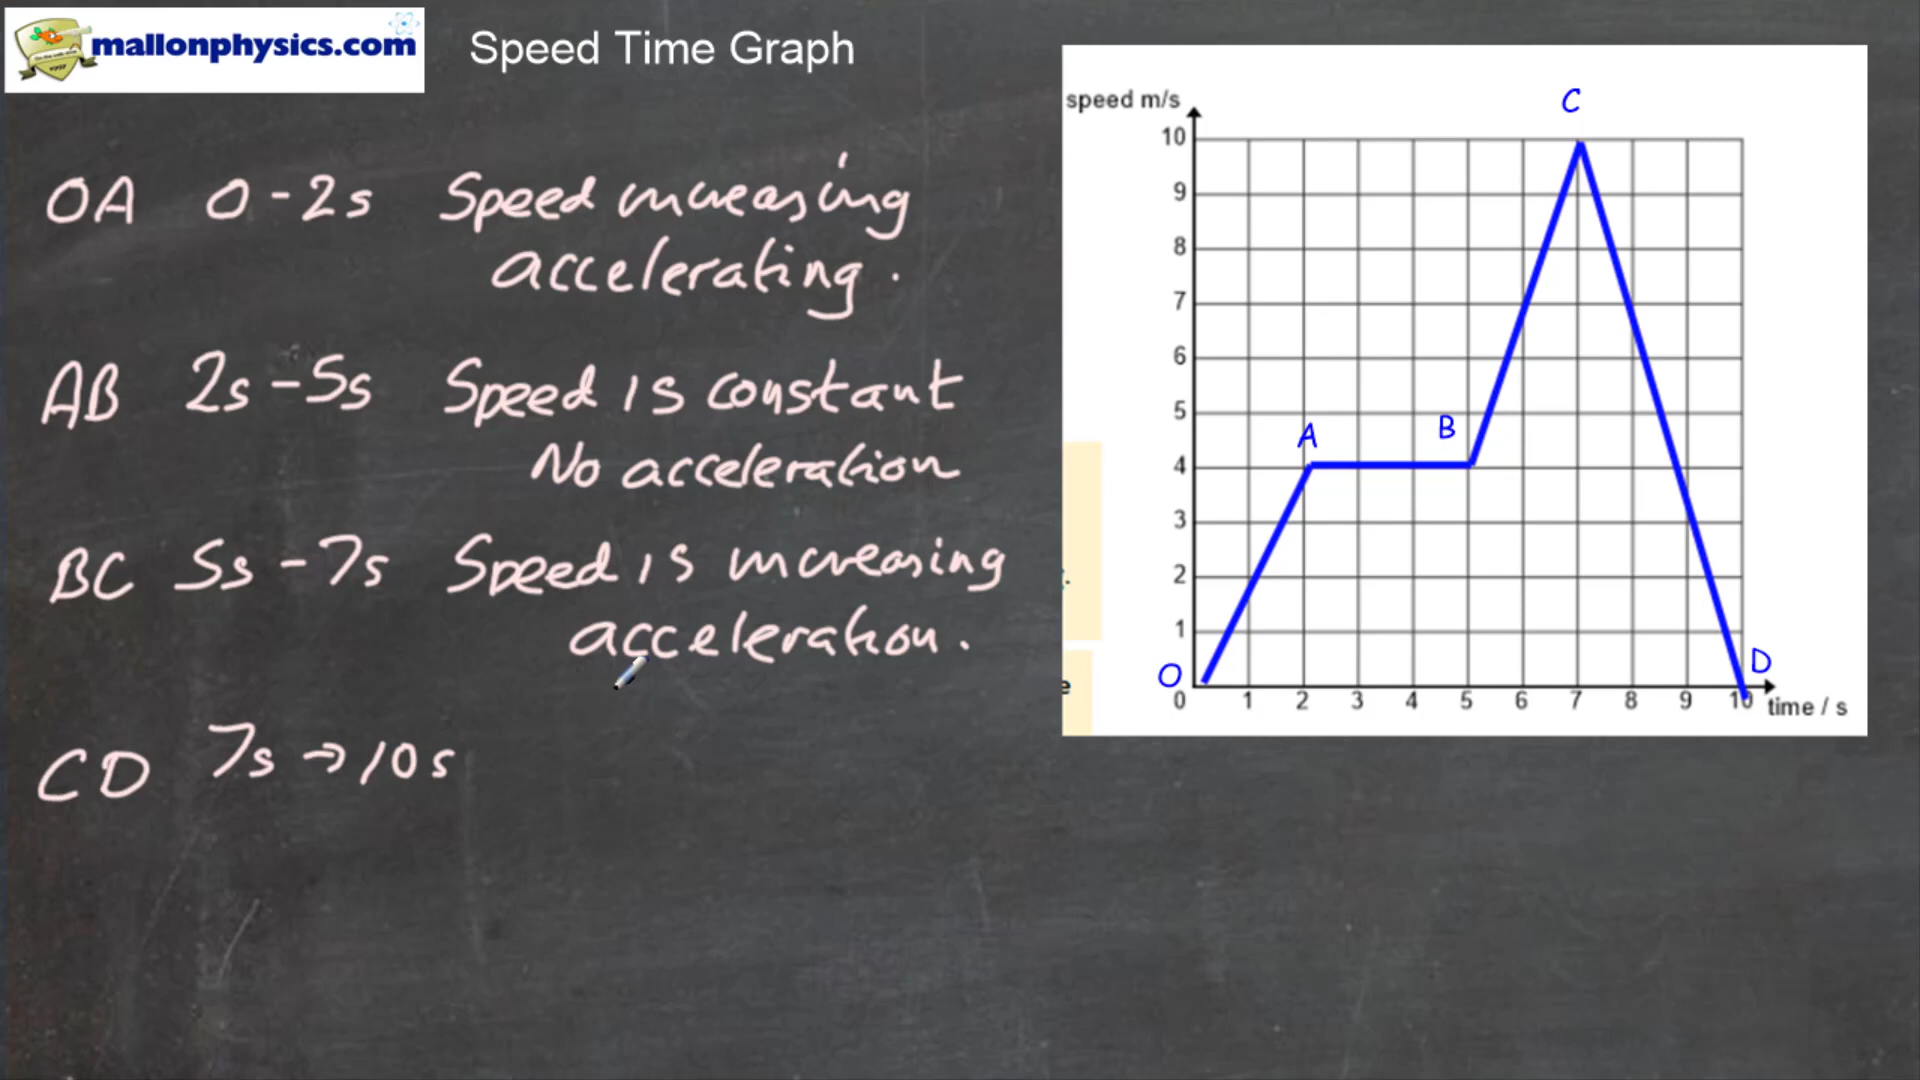 mallonphysics.com
Speed Time Graph
OA 0-2s Speed increasing
accelerating.
AB 2s-5s Speed is constant
No acceleration
BC 5s-7s Speed is increasing
acceleration.
CD 7s→10s
speed m/s
C
10
9
8
7
6
5
A
B
4
3
2
1
O
D
0 1 2 3 4 5 6 7 8 9 10
time / s
e